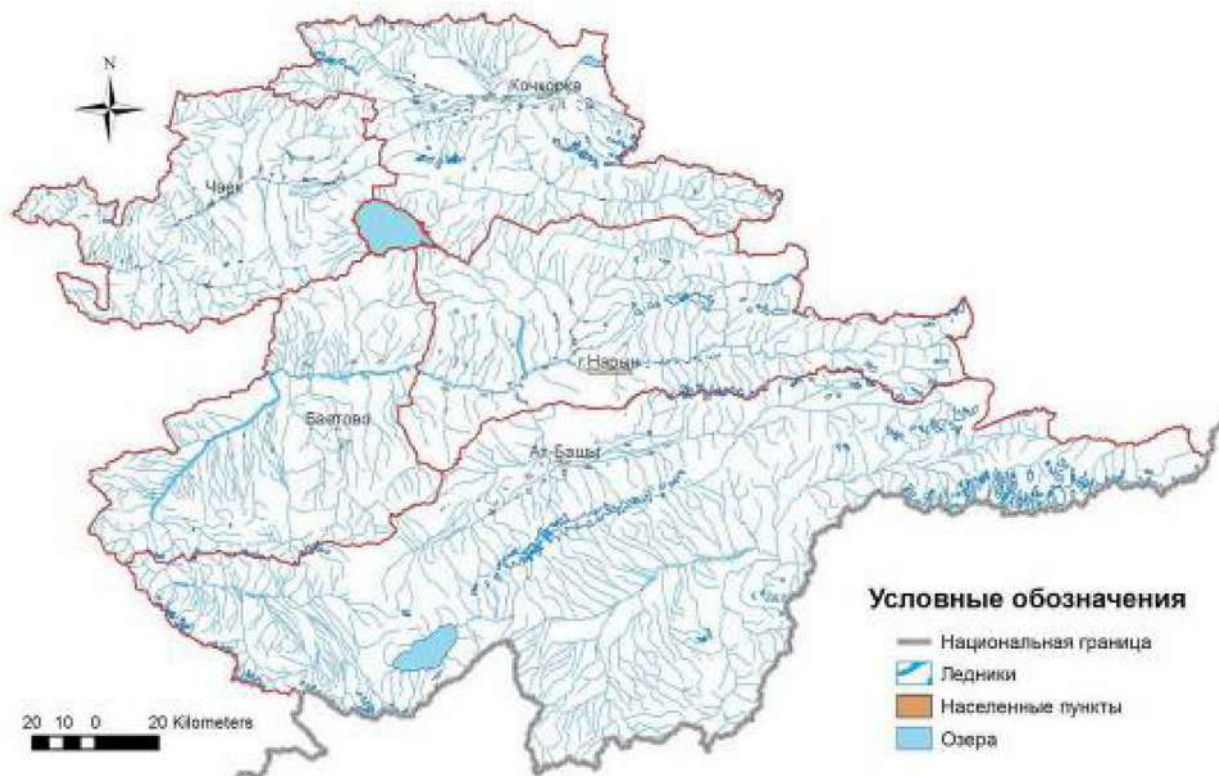 N
Кочкорка
Чаек
г.Нарын
Баетово
Ат-Башы
Условные обозначения
Национальная граница
Ледники
Населенные пункты
Озера
20 10 0 20 Kilometers